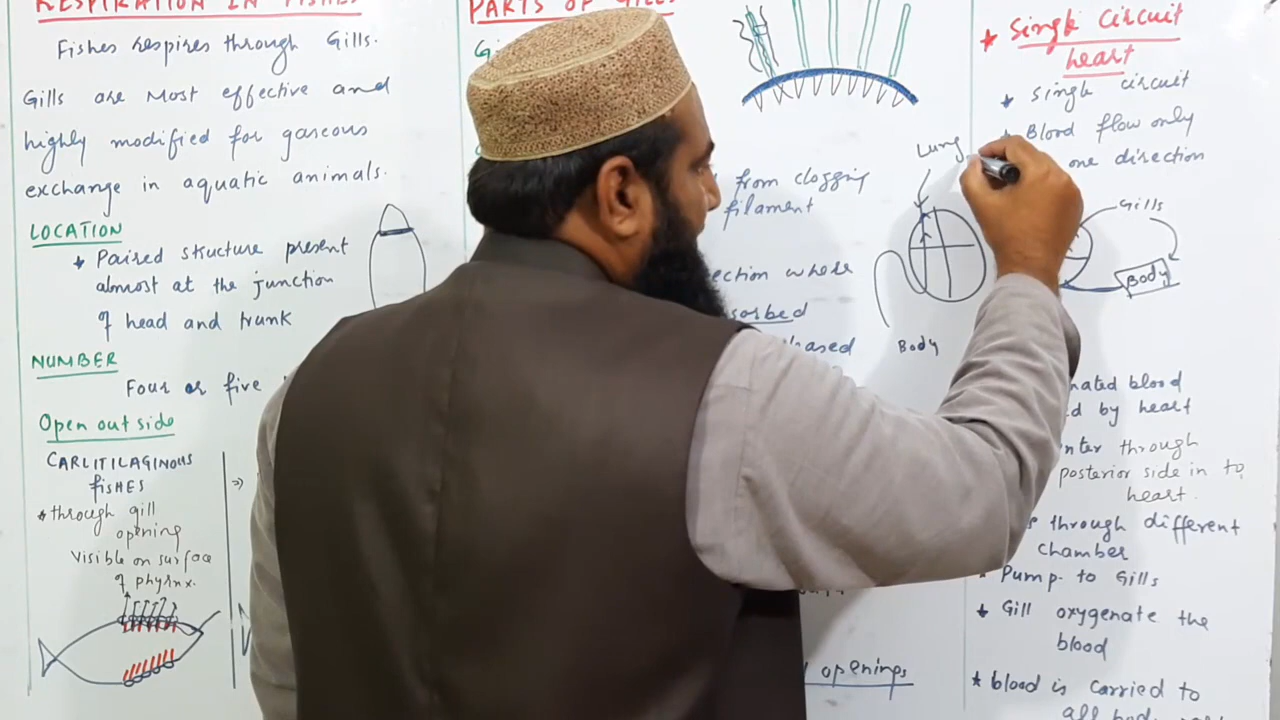 RESPIRATION IN FISHES
Fishes respires through Gills.
Gills are Most effective and
highly modified for gaseous
exchange in aquatic animals.
LOCATION
Paired structure present
almost at the junction
of head and trunk
NUMBER
Four or five
Open out side
CARLITILAGINOUS
fISHES
through gill
opening
visible on surface
of phyrnx.
PARTS OF GILLS
from clogging
filament
ection where
sorbed
Lung
Body
openings
Single Circuit
heart
Single circuit
Blood flow only
one direction
Gills
Body
nated blood
d by heart
nter through
posterior side in to
heart.
through different
chamber
Pump to Gills
Gill oxygenate the
blood
blood is carried to
all body